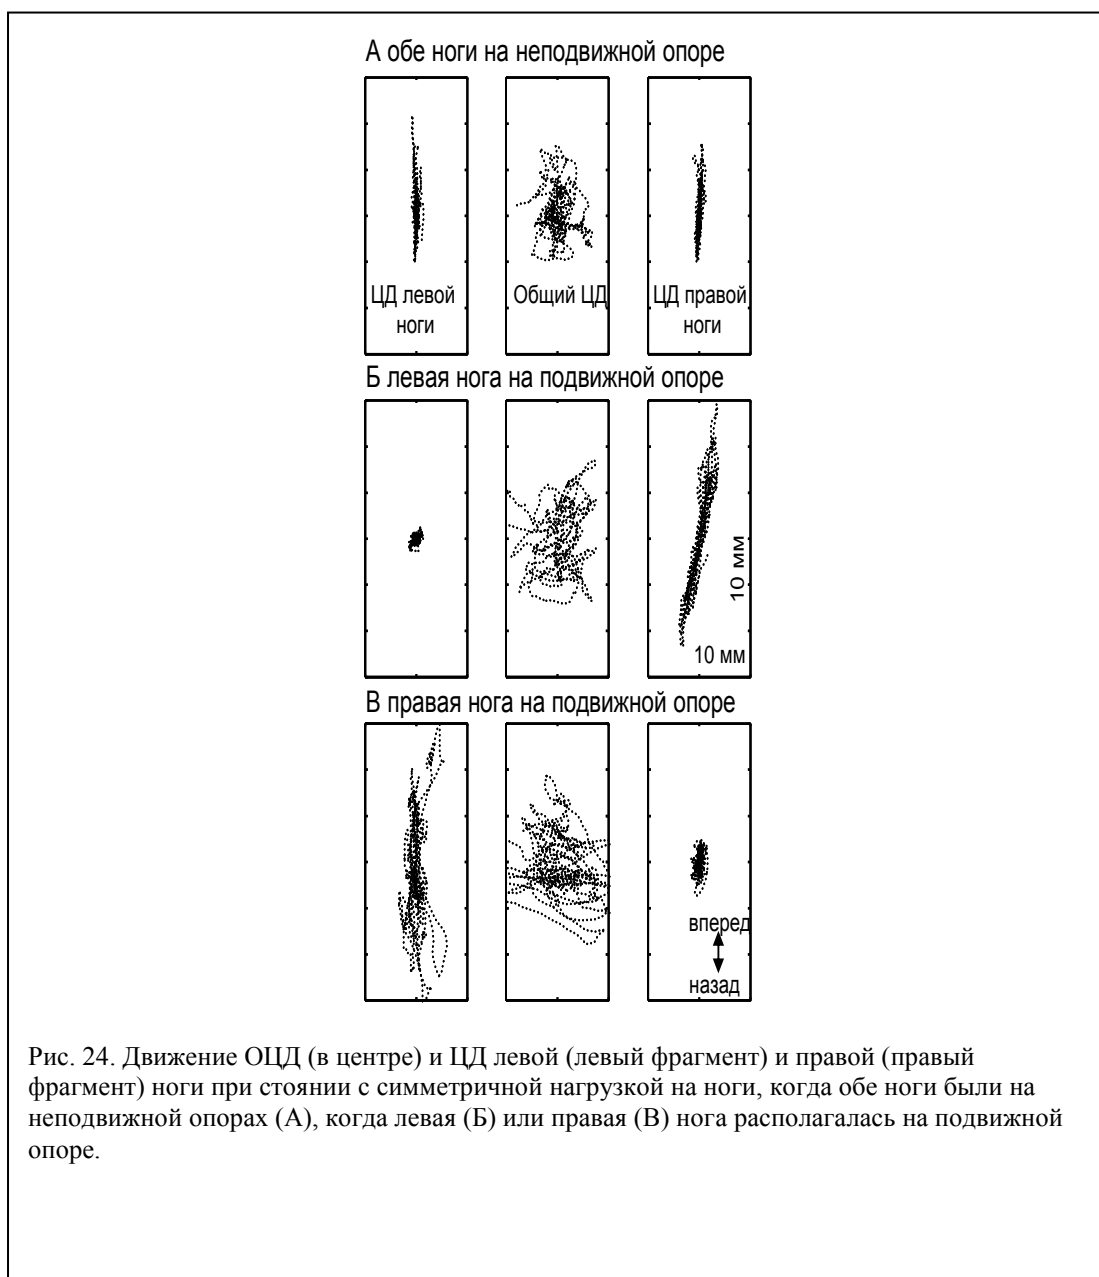 А обе ноги на неподвижной опоре
ЦД левой
ноги
Общий ЦД
ЦД правой
ноги
Б левая нога на подвижной опоре
10 мм
10 мм
В правая нога на подвижной опоре
вперед
назад
Рис. 24. Движение ОЦД (в центре) и ЦД левой (левый фрагмент) и правой (правый
фрагмент) ноги при стоянии с симметричной нагрузкой на ноги, когда обе ноги были на
неподвижной опорах (А), когда левая (Б) или правая (В) нога располагалась на подвижной
опоре.